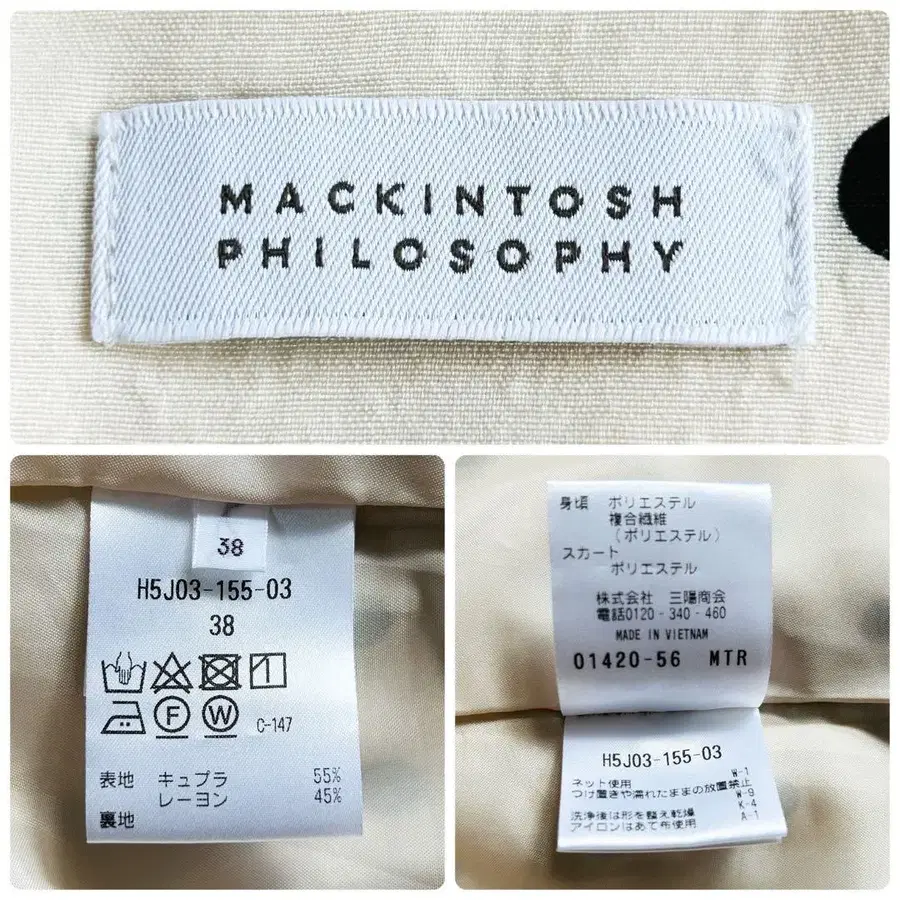 MACKINTOSH
PHILOSOPHY
38
H5J03-155-03
38
F W C-147
表地 キュプラ 55%
レーヨン 45%
裏地
身頃 ポリエステル
複合繊維
(ポリエステル)
スカート
ポリエステル
株式会社 三陽商会
電話0120-340-460
MADE IN VIETNAM
01420-56 MTR
H5J03-155-03
W-1
ネット使用
つけ置きや濡れたままの放置禁止
W-9
K-4
洗浄後は形を整え乾燥
A-1
アイロンはあて布使用